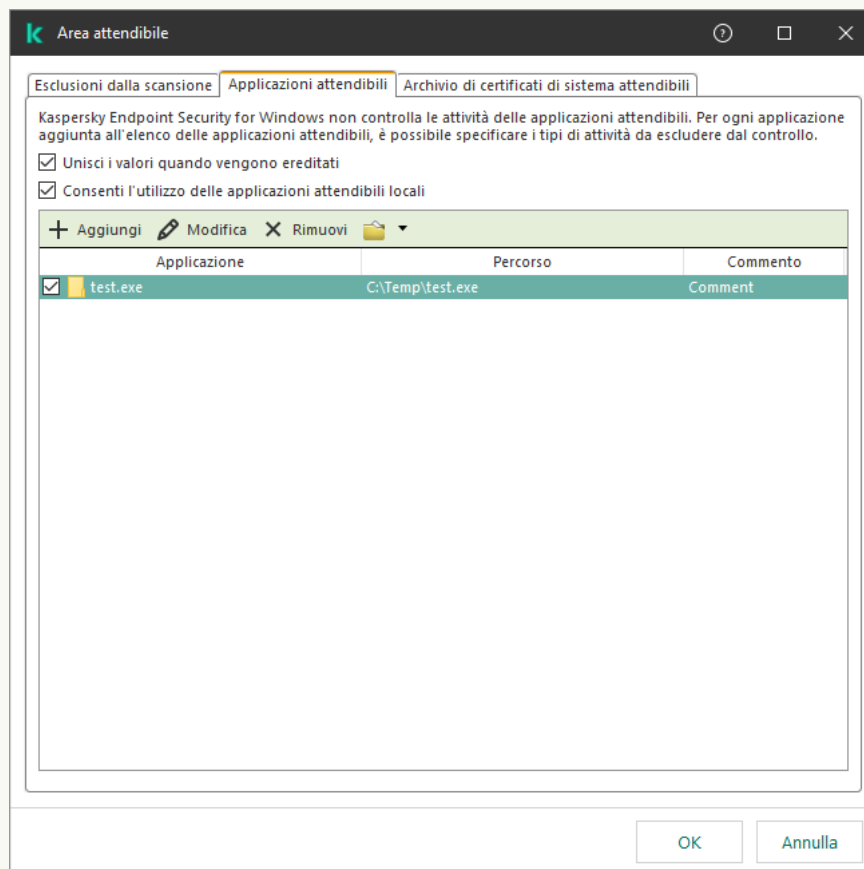 Area attendibile
Esclusioni dalla scansione Applicazioni attendibili Archivio di certificati di sistema attendibili
Kaspersky Endpoint Security for Windows non controlla le attività delle applicazioni attendibili. Per ogni applicazione
aggiunta all'elenco delle applicazioni attendibili, è possibile specificare i tipi di attività da escludere dal controllo.
Unisci i valori quando vengono ereditati
Consenti l'utilizzo delle applicazioni attendibili locali
Aggiungi Modifica Rimuovi
Applicazione Percorso Commento
test.exe C:\Temp\test.exe Comment
OK Annulla